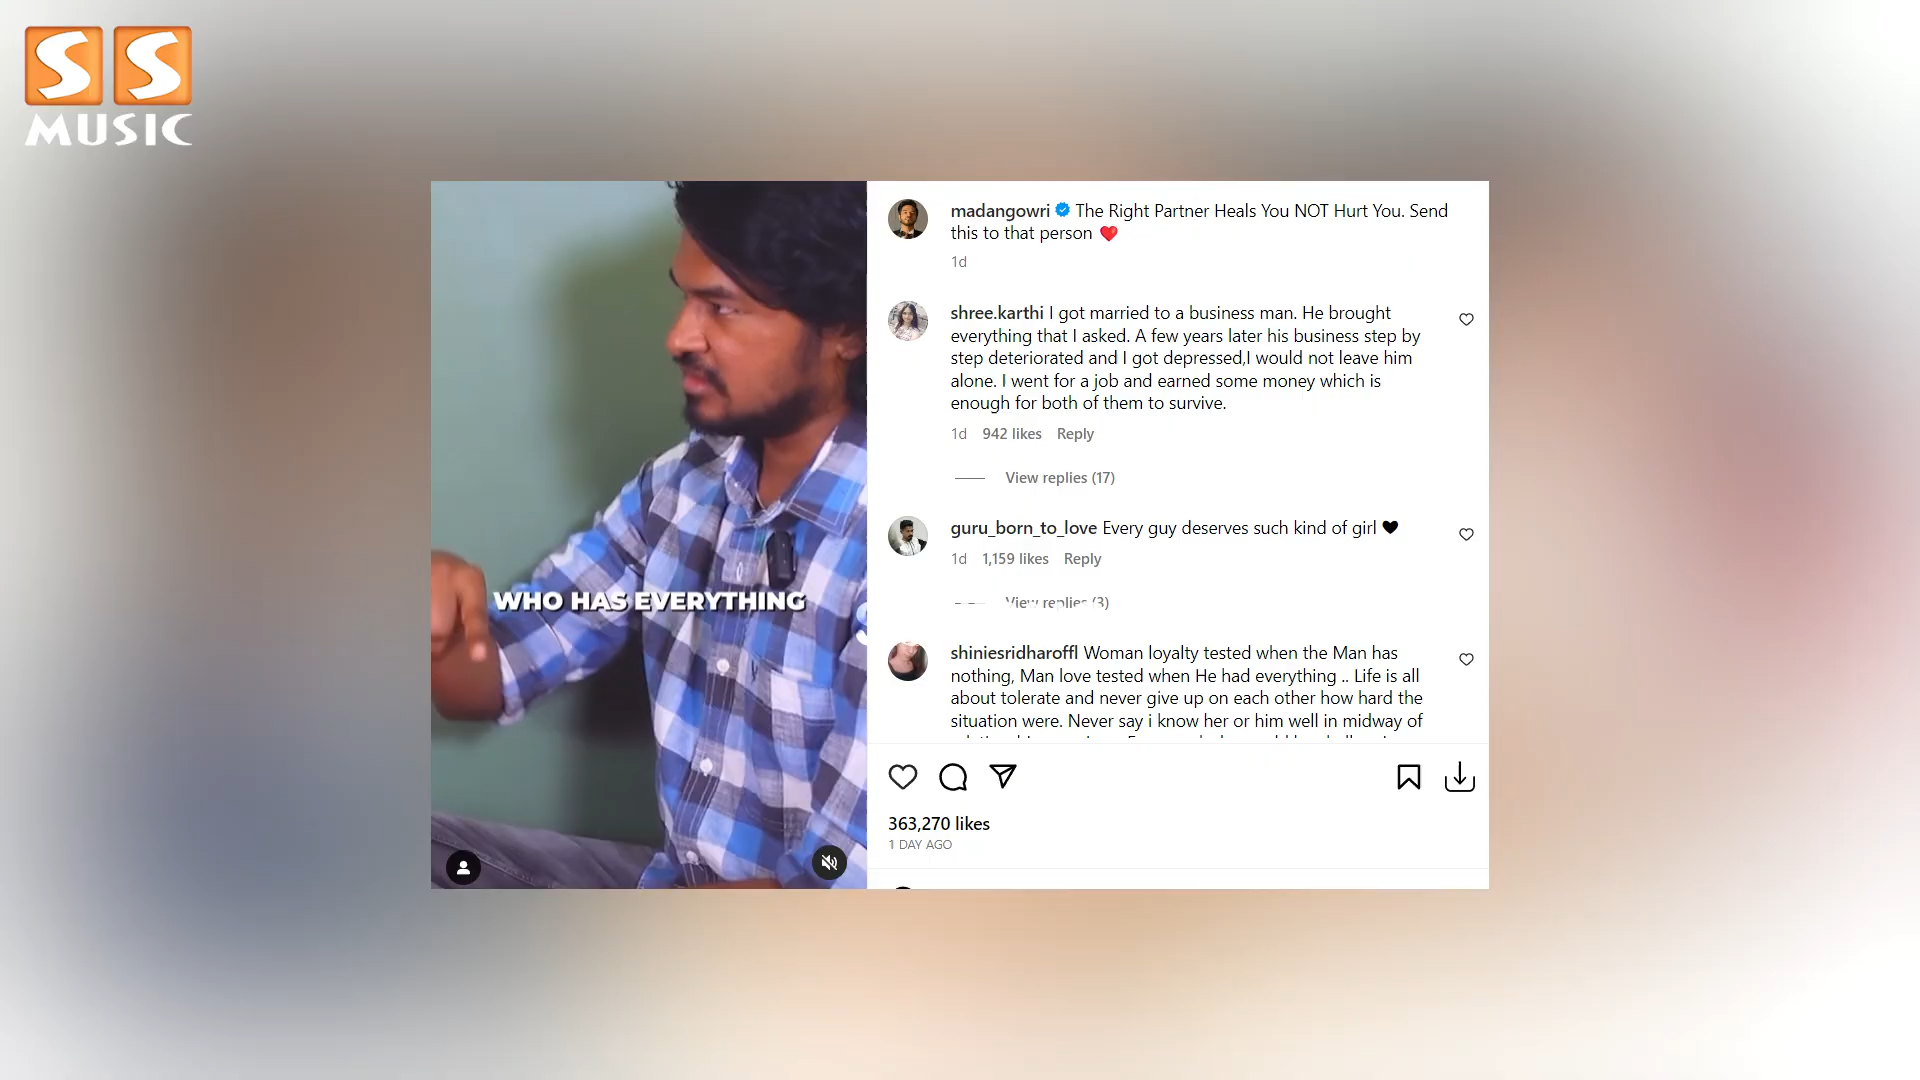 SS
MUSIC
madangowri The Right Partner Heals You NOT Hurt You. Send
this to that person ❤️
1d
shree.karthi I got married to a business man. He brought
everything that I asked. A few years later his business step by
step deteriorated and I got depressed,I would not leave him
alone. I went for a job and earned some money which is
enough for both of them to survive.
1d 942 likes Reply
View replies (17)
guru_born_to_love Every guy deserves such kind of girl 🖤
1d 1,159 likes Reply
View replies (3)
WHO HAS EVERYTHING
shiniesridharoffl Woman loyalty tested when the Man has
nothing, Man love tested when He had everything .. Life is all
about tolerate and never give up on each other how hard the
situation were. Never say i know her or him well in midway of
363,270 likes
1 DAY AGO